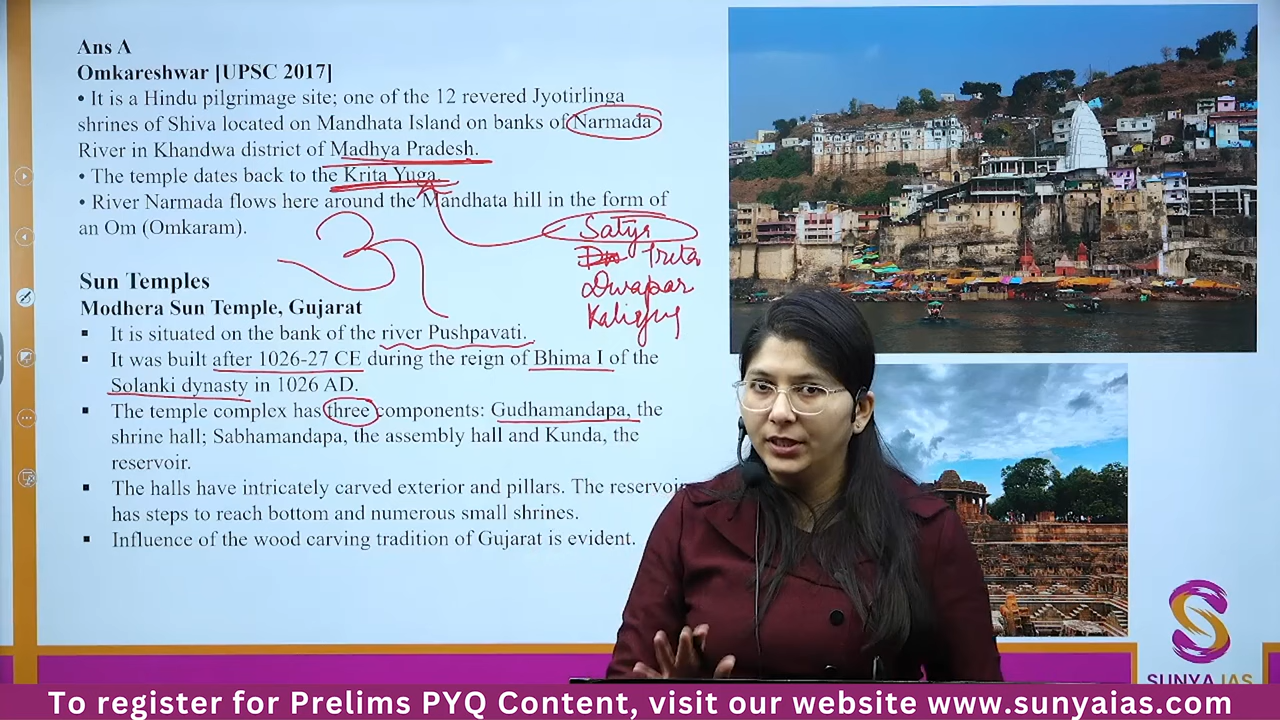 Ans A
Omkareshwar [UPSC 2017]
• It is a Hindu pilgrimage site; one of the 12 revered Jyotirlinga
shrines of Shiva located on Mandhata Island on banks of Narmada
River in Khandwa district of Madhya Pradesh.
• The temple dates back to the Krita Yuga.
• River Narmada flows here around the Mandhata hill in the form of
an Om (Omkaram).
Satya
Treta
Dwapar
Kaliyug
Sun Temples
Modhera Sun Temple, Gujarat
▪ It is situated on the bank of the river Pushpavati.
▪ It was built after 1026-27 CE during the reign of Bhima I of the
Solanki dynasty in 1026 AD.
▪ The temple complex has three components: Gudhamandapa, the
shrine hall; Sabhamandapa, the assembly hall and Kunda, the
reservoir.
▪ The halls have intricately carved exterior and pillars. The reservoir
has steps to reach bottom and numerous small shrines.
▪ Influence of the wood carving tradition of Gujarat is evident.
SUNYA IAS
To register for Prelims PYQ Content, visit our website www.sunyaias.com